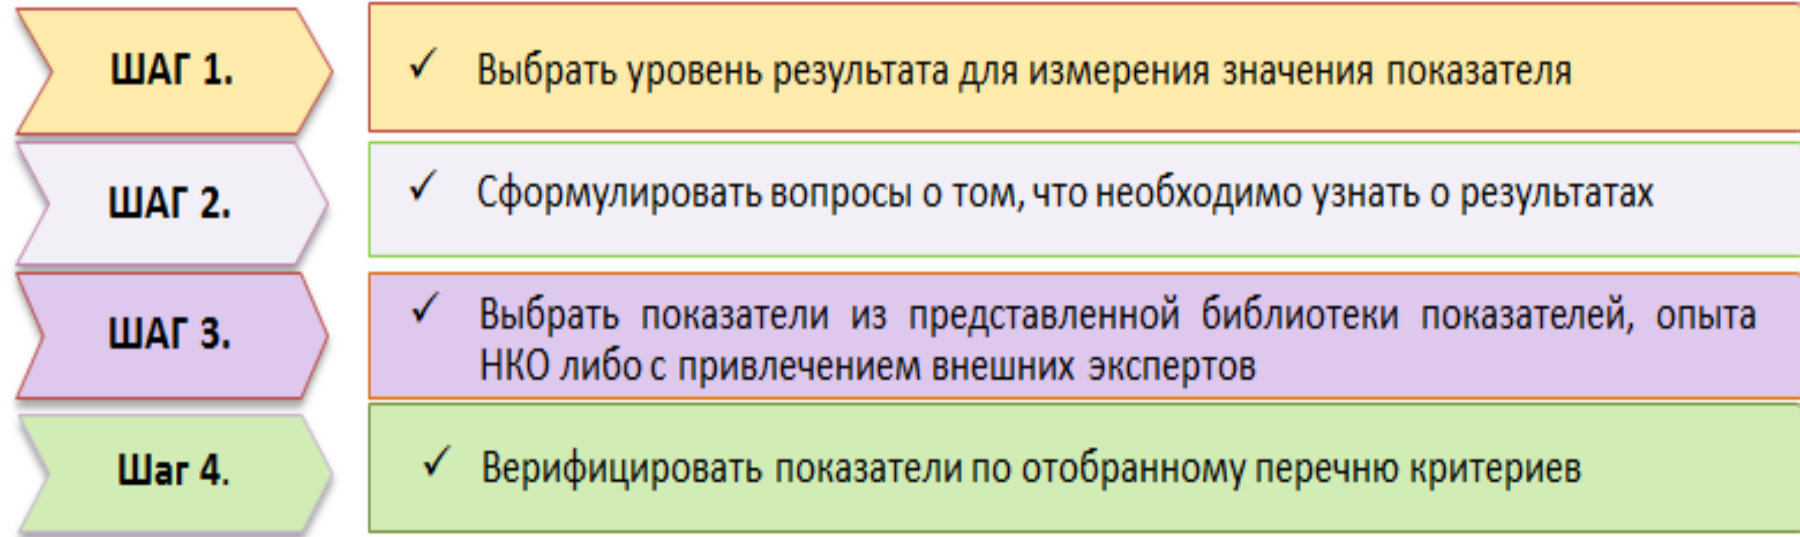 ШАГ 1.
✓ Выбрать уровень результата для измерения значения показателя
ШАГ 2.
✓ Сформулировать вопросы о том, что необходимо узнать о результатах
ШАГ 3.
✓ Выбрать показатели из представленной библиотеки показателей, опыта
НКО либо с привлечением внешних экспертов
Шаг 4.
✓ Верифицировать показатели по отобранному перечню критериев